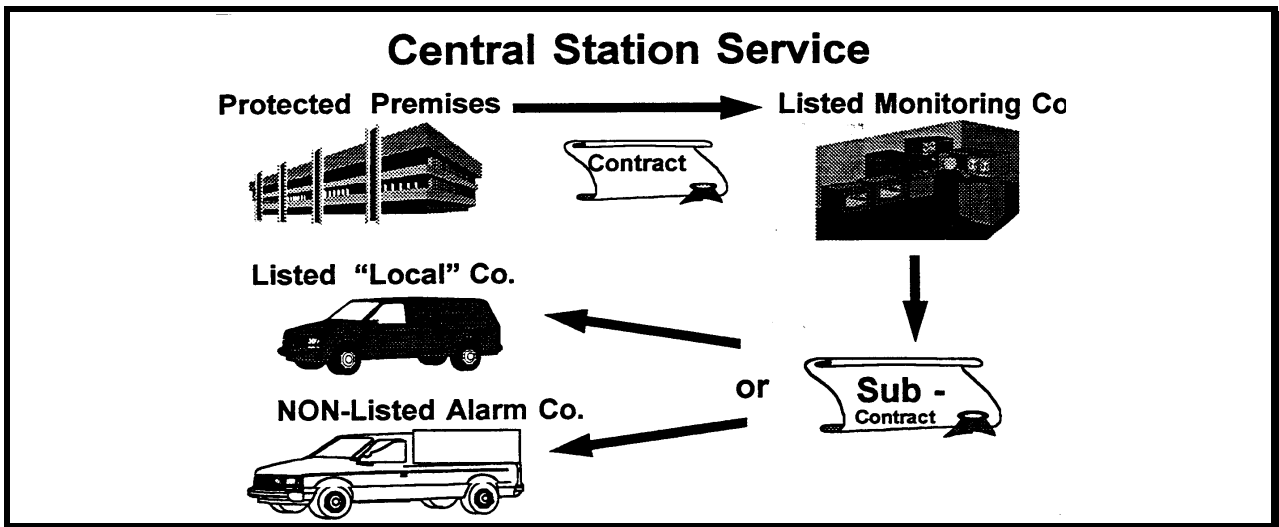 Central Station Service
Protected Premises
Listed Monitoring Co
Contract
Listed “Local” Co.
or
Sub -
Contract
NON-Listed Alarm Co.